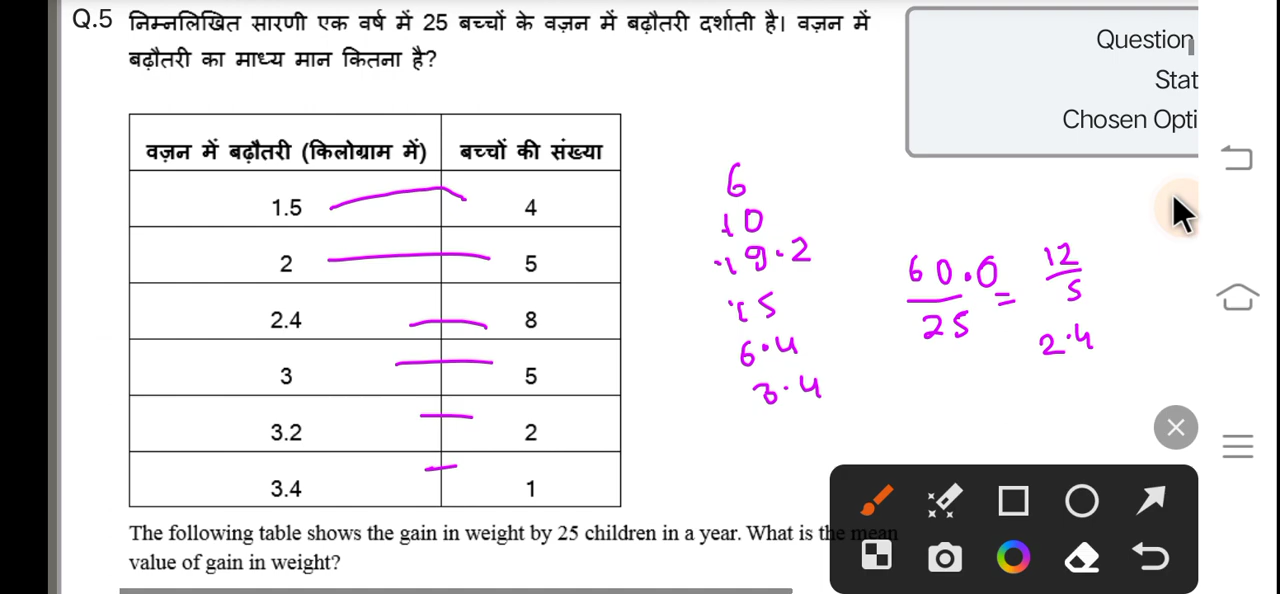 Q.5 निम्नलिखित सारणी एक वर्ष में 25 बच्चों के वज़न में बढ़ौतरी दर्शाती है। वज़न में
बढ़ौतरी का माध्य मान कितना है?
Question
Stat
Chosen Opti
वज़न में बढ़ौतरी (किलोग्राम में) बच्चों की संख्या
1.5 4
2 5
2.4 8
3 5
3.2 2
3.4 1
6
10
19.2
15
6.4
3.4
60.0 = 12
25 5
2.4
The following table shows the gain in weight by 25 children in a year. What is the mean
value of gain in weight?